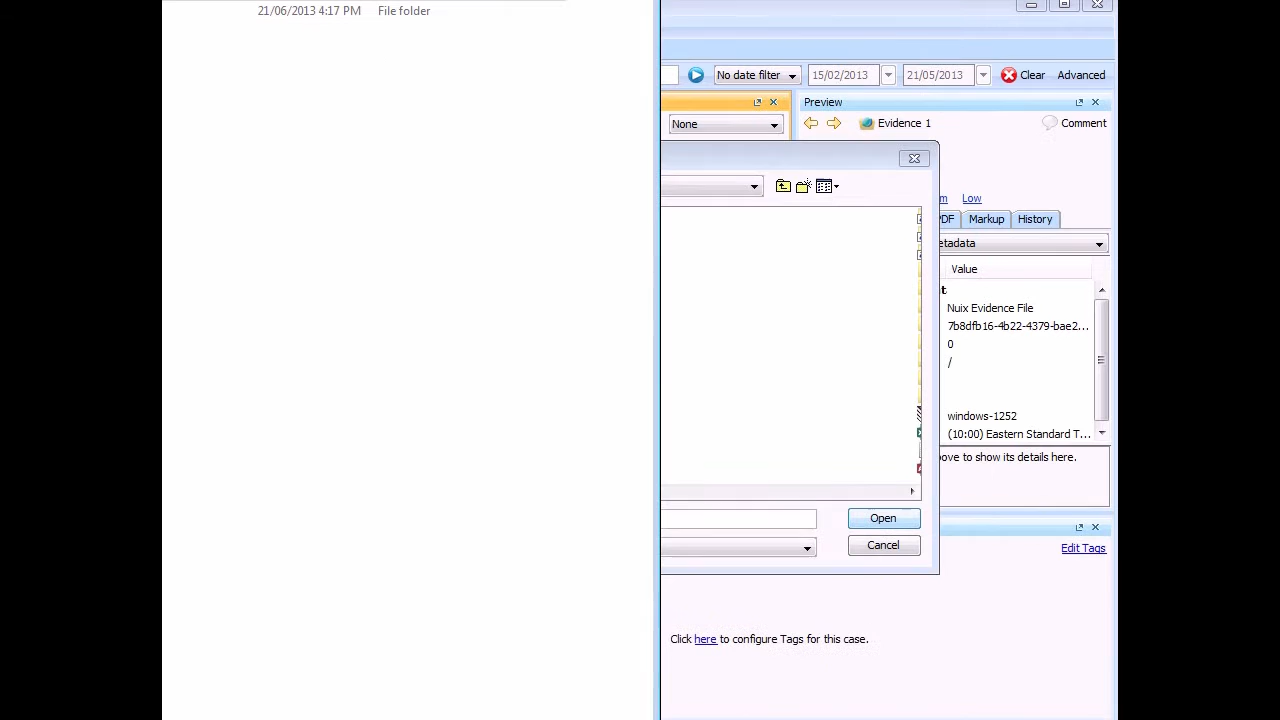 21/06/2013 4:17 PM File folder
No date filter 15/02/2013 21/05/2013 Clear Advanced
Preview
None
Evidence 1 Comment
Low
Markup History
etadata
Value
Nuix Evidence File
7b8dfb16-4b22-4379-bae2...
0
/
windows-1252
(10:00) Eastern Standard T...
ove to show its details here.
Open
Cancel
Edit Tags
Click here to configure Tags for this case.